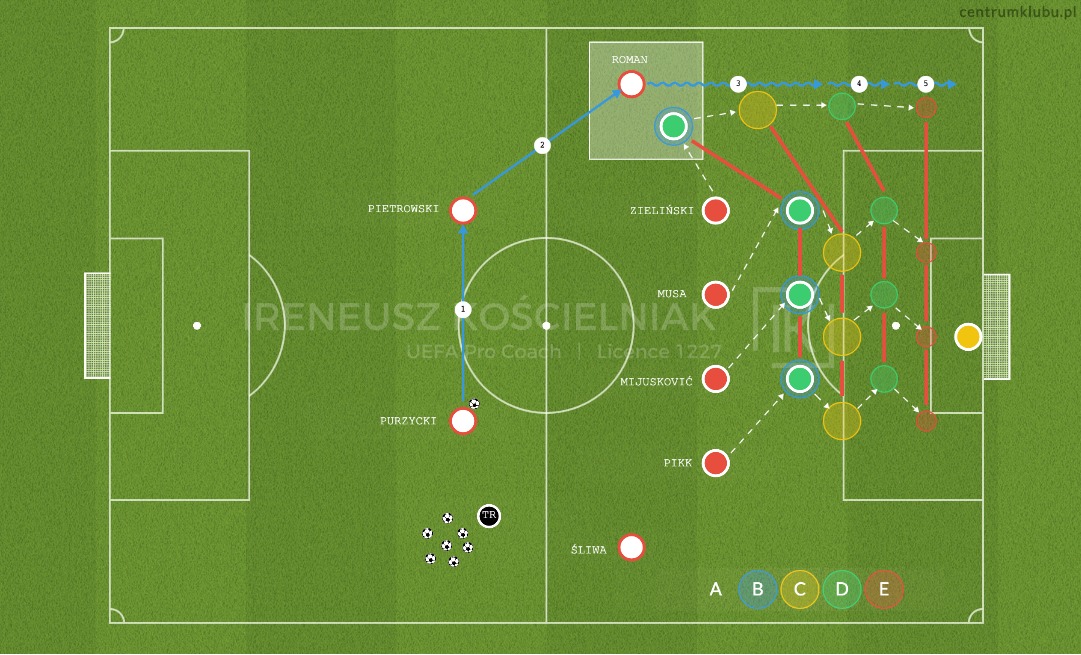 centrumklubu.pl
ROMAN
3
4
5
2
PIETROWSKI
ZIELIŃSKI
MUSA
1
IRENEUSZ KOŚCIELNIAK
UEFA Pro Coach | Licence 1227
MIJUSKOVIĆ
PURZYCKI
PIKK
TR
ŚLIWA
A B C D E